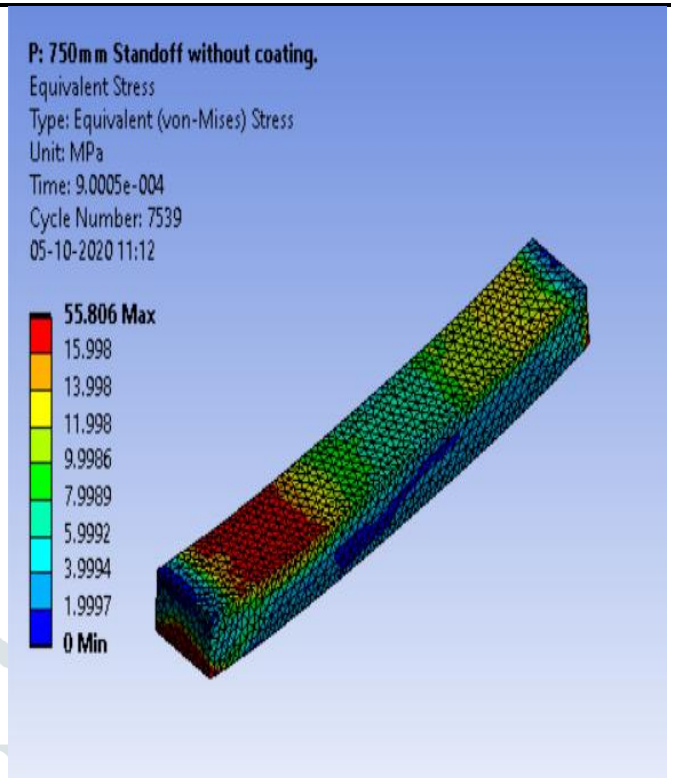 P: 750mm Standoff without coating.
Equivalent Stress
Type: Equivalent (von-Mises) Stress
Unit: MPa
Time: 9.0005e-004
Cycle Number: 7539
05-10-2020 11:12
55.806 Max
15.998
13.998
11.998
9.9986
7.9989
5.9992
3.9994
1.9997
0 Min